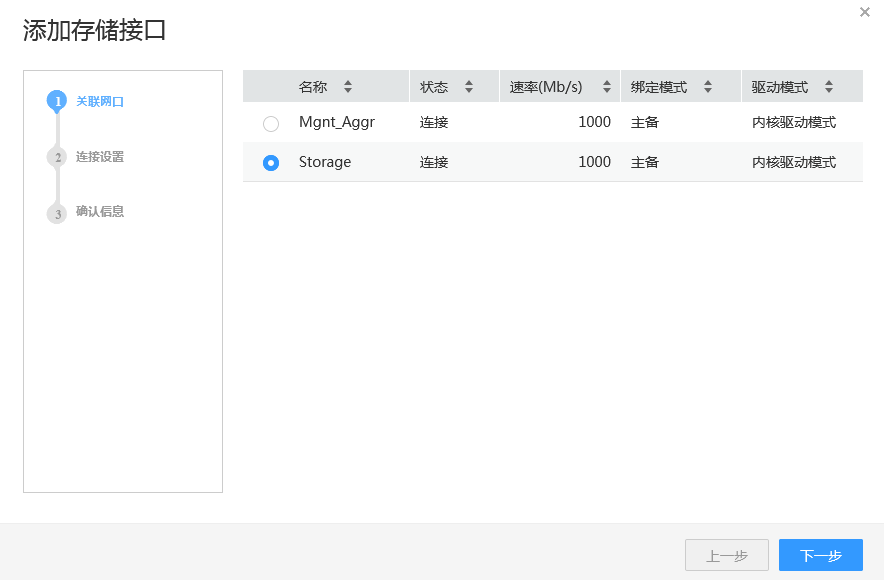 添加存储接口
1 关联网口
2 连接设置
3 确认信息
名称 状态 速率(Mb/s) 绑定模式 驱动模式
Mgnt_Aggr 连接 1000 主备 内核驱动模式
Storage 连接 1000 主备 内核驱动模式
上一步 下一步